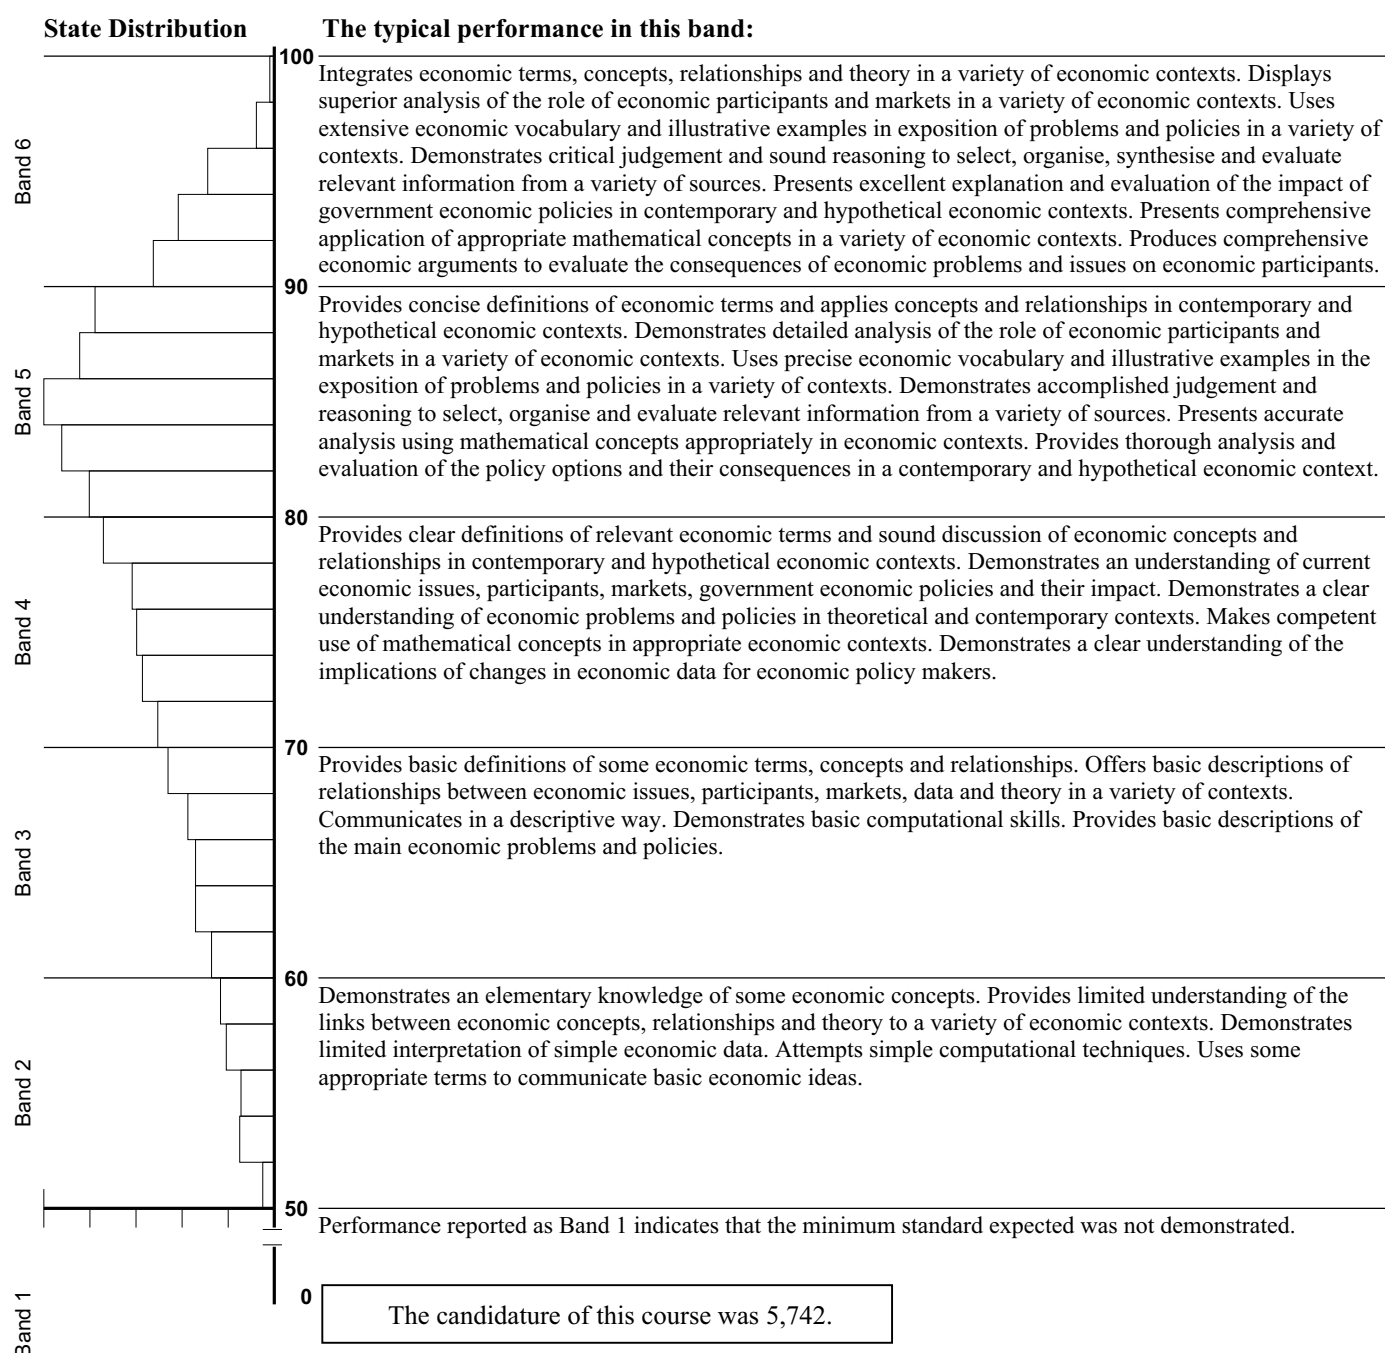 State Distribution
The typical performance in this band:
100
Band 6
Integrates economic terms, concepts, relationships and theory in a variety of economic contexts. Displays
superior analysis of the role of economic participants and markets in a variety of economic contexts. Uses
extensive economic vocabulary and illustrative examples in exposition of problems and policies in a variety of
contexts. Demonstrates critical judgement and sound reasoning to select, organise, synthesise and evaluate
relevant information from a variety of sources. Presents excellent explanation and evaluation of the impact of
government economic policies in contemporary and hypothetical economic contexts. Presents comprehensive
application of appropriate mathematical concepts in a variety of economic contexts. Produces comprehensive
economic arguments to evaluate the consequences of economic problems and issues on economic participants.
90
Band 5
Provides concise definitions of economic terms and applies concepts and relationships in contemporary and
hypothetical economic contexts. Demonstrates detailed analysis of the role of economic participants and
markets in a variety of economic contexts. Uses precise economic vocabulary and illustrative examples in the
exposition of problems and policies in a variety of contexts. Demonstrates accomplished judgement and
reasoning to select, organise and evaluate relevant information from a variety of sources. Presents accurate
analysis using mathematical concepts appropriately in economic contexts. Provides thorough analysis and
evaluation of the policy options and their consequences in a contemporary and hypothetical economic context.
80
Band 4
Provides clear definitions of relevant economic terms and sound discussion of economic concepts and
relationships in contemporary and hypothetical economic contexts. Demonstrates an understanding of current
economic issues, participants, markets, government economic policies and their impact. Demonstrates a clear
understanding of economic problems and policies in theoretical and contemporary contexts. Makes competent
use of mathematical concepts in appropriate economic contexts. Demonstrates a clear understanding of the
implications of changes in economic data for economic policy makers.
70
Band 3
Provides basic definitions of some economic terms, concepts and relationships. Offers basic descriptions of
relationships between economic issues, participants, markets, data and theory in a variety of contexts.
Communicates in a descriptive way. Demonstrates basic computational skills. Provides basic descriptions of
the main economic problems and policies.
60
Band 2
Demonstrates an elementary knowledge of some economic concepts. Provides limited understanding of the
links between economic concepts, relationships and theory to a variety of economic contexts. Demonstrates
limited interpretation of simple economic data. Attempts simple computational techniques. Uses some
appropriate terms to communicate basic economic ideas.
50
Performance reported as Band 1 indicates that the minimum standard expected was not demonstrated.
0
Band 1
The candidature of this course was 5,742.